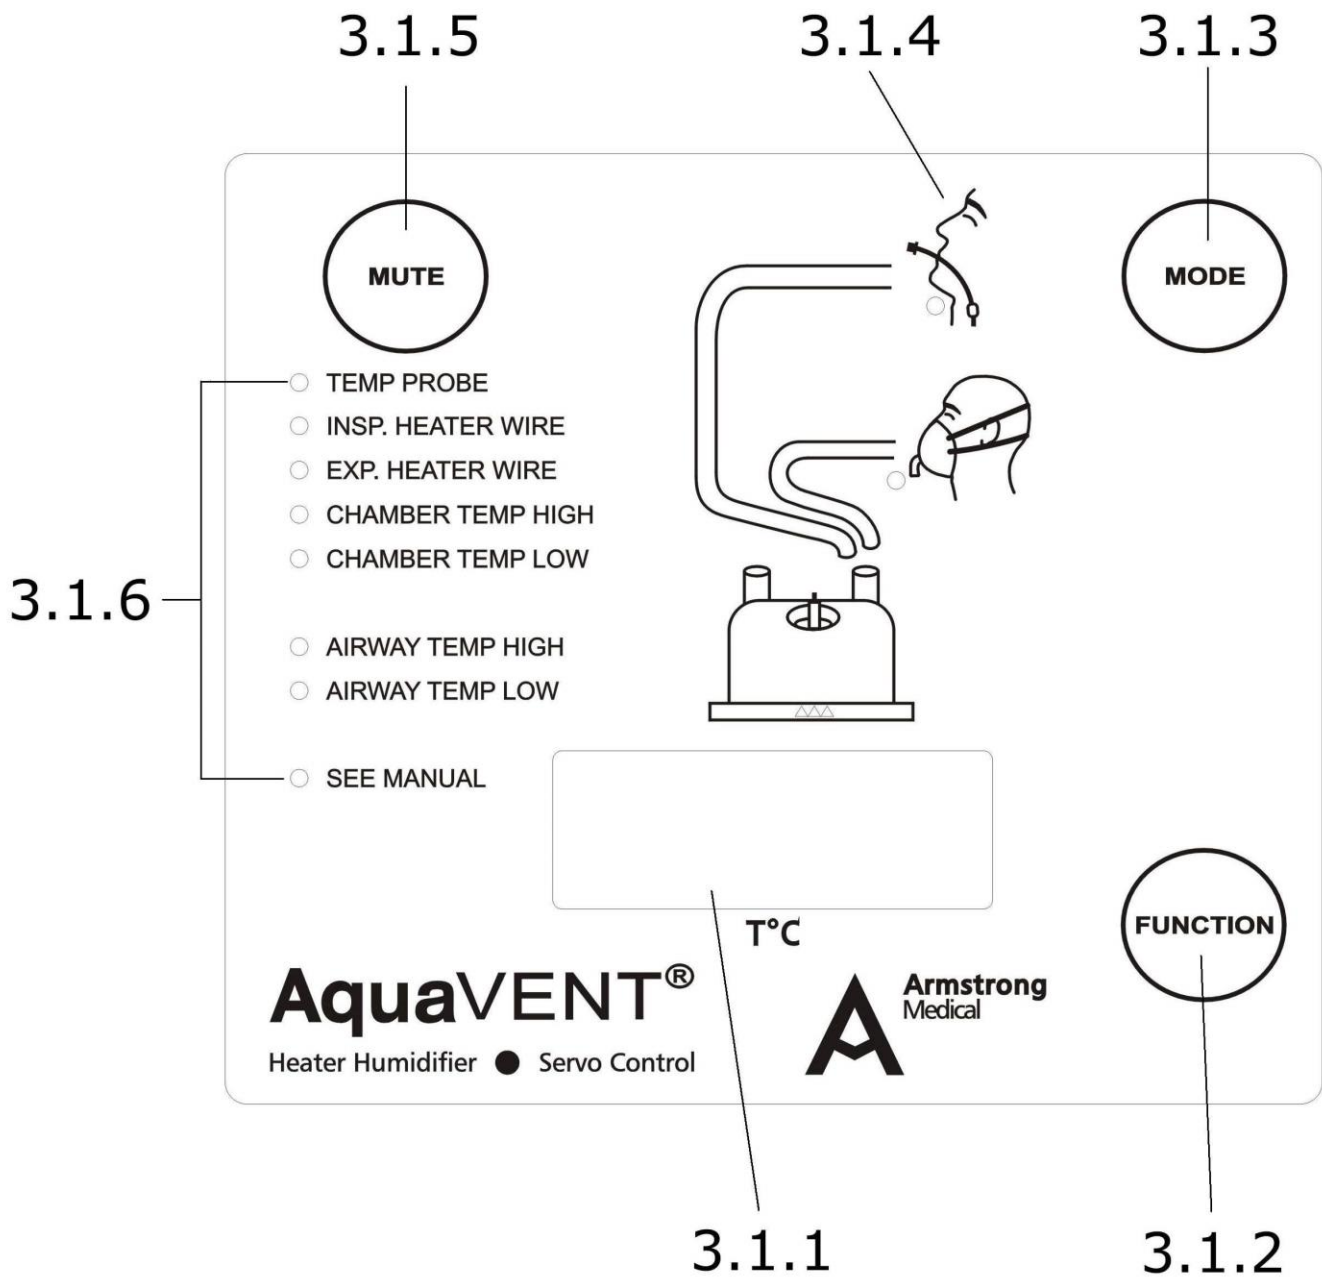 3.1.5
3.1.4
3.1.3
MUTE
MODE
TEMP PROBE
INSP. HEATER WIRE
EXP. HEATER WIRE
CHAMBER TEMP HIGH
CHAMBER TEMP LOW
3.1.6
AIRWAY TEMP HIGH
AIRWAY TEMP LOW
SEE MANUAL
T°C
FUNCTION
AquaVENT®
Heater Humidifier ● Servo Control
Armstrong
Medical
3.1.1
3.1.2